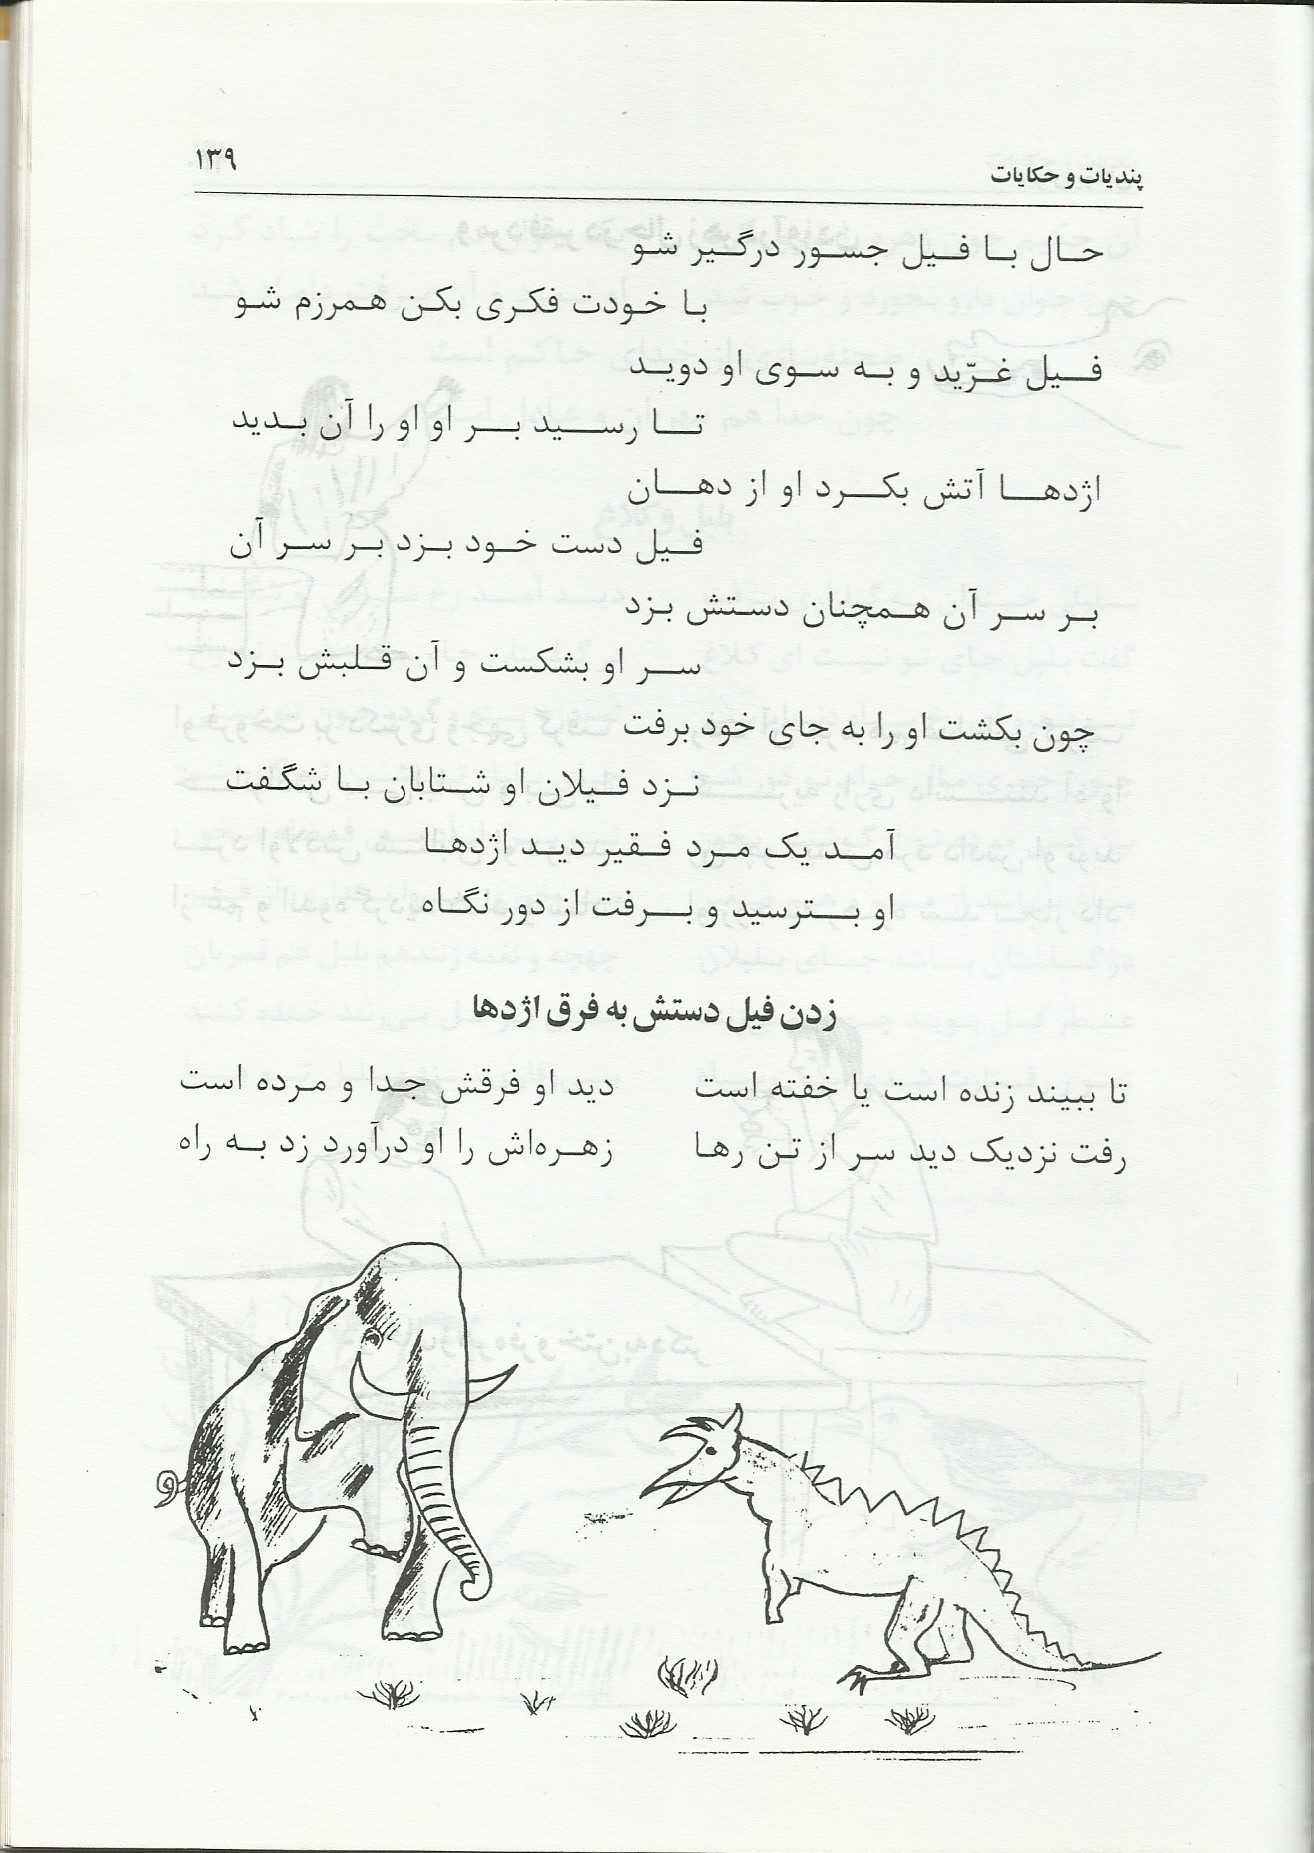 پندیات و حکایات ۱۳۹
حال با فیل جسور درگیر شو
با خودت فکری بکن همرزم شو
فیل غرّید و به سوی او دوید
تا رسید بر او او را آن بدید
اژدها آتش بکرد او از دهان
فیل دست خود بزد بر سر آن
بر سر آن همچنان دستش بزد
سر او بشکست و آن قلبش بزد
چون بکشت او را به جای خود برفت
نزد فیلان او شتابان با شگفت
آمد یک مرد فقیر دید اژدها
او بترسید و برفت از دور نگاه
زدن فیل دستش به فرق اژدها
تا ببیند زنده است یا خفته است دید او فرقش جدا و مرده است
رفت نزدیک دید سر از تن رها زهره‌اش را او درآورد زد به راه